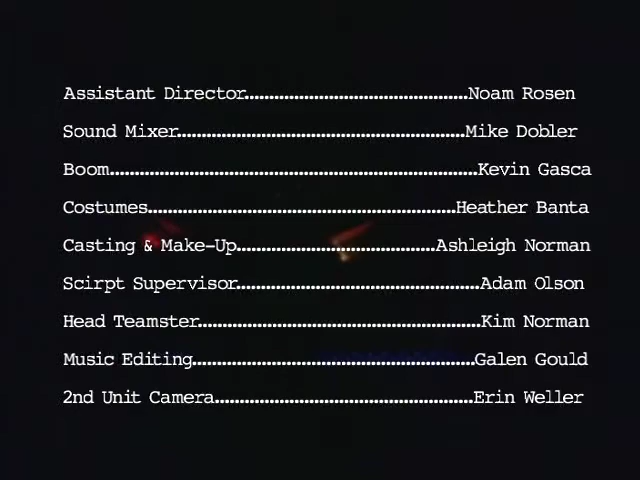 Assistant Director................................................Noam Rosen
Sound Mixer..............................................................Mike Dobler
Boom................................................................................Kevin Gasca
Costumes...................................................................Heather Banta
Casting & Make-Up...........................................Ashleigh Norman
Scirpt Supervisor....................................................Adam Olson
Head Teamster.............................................................Kim Norman
Music Editing.............................................................Galen Gould
2nd Unit Camera........................................................Erin Weller